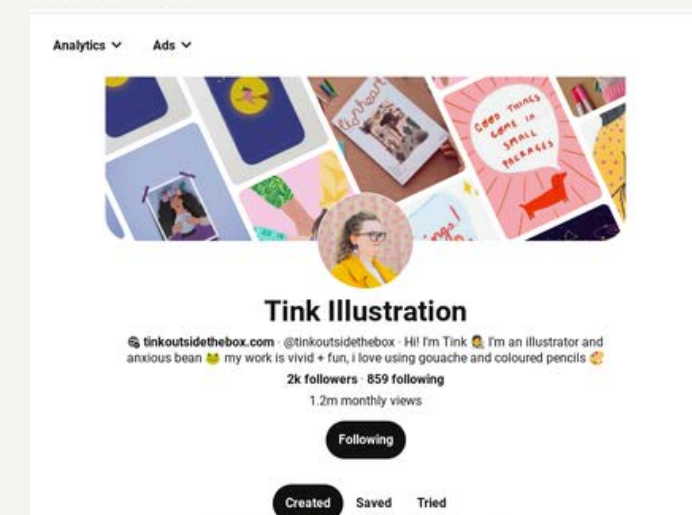 Analytics Ads
lionheart
GOOD THINGS
COME IN
SMALL
PACKAGES
Tink Illustration
tinkoutsidethebox.com · @tinkoutsidethebox · Hi! I'm Tink 👩‍🎨 I'm an illustrator and
anxious bean 🐸 my work is vivid + fun, i love using gouache and coloured pencils 🎨
2k followers · 859 following
1.2m monthly views
Following
Created Saved Tried